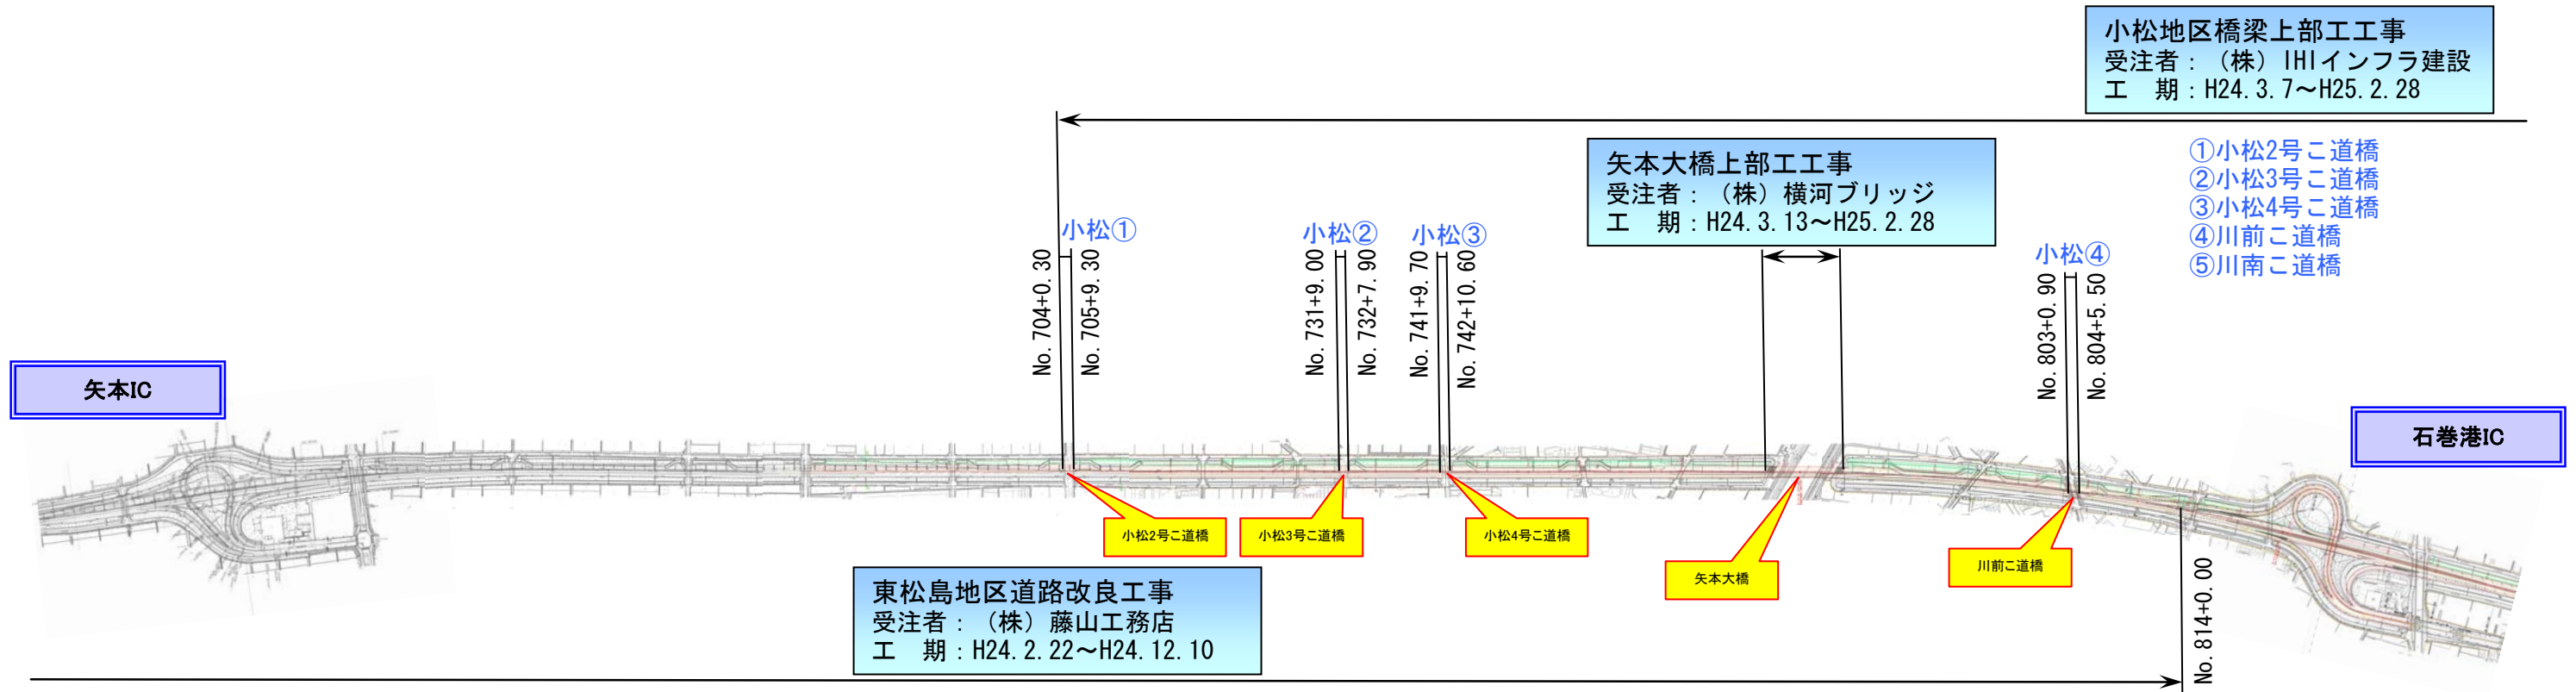 小松地区橋梁上部工工事
受注者：（株）IHIインフラ建設
工　期：H24.3.7～H25.2.28
①小松2号こ道橋
②小松3号こ道橋
③小松4号こ道橋
④川前こ道橋
⑤川南こ道橋
矢本大橋上部工工事
受注者：（株）横河ブリッジ
工　期：H24.3.13～H25.2.28
小松①
小松②
小松③
小松④
No.704+0.30
No.705+9.30
No.731+9.00
No.732+7.90
No.741+9.70
No.742+10.60
No.803+0.90
No.804+5.50
矢本IC
石巻港IC
小松2号こ道橋
小松3号こ道橋
小松4号こ道橋
矢本大橋
川前こ道橋
東松島地区道路改良工事
受注者：（株）藤山工務店
工　期：H24.2.22～H24.12.10
No.814+0.00